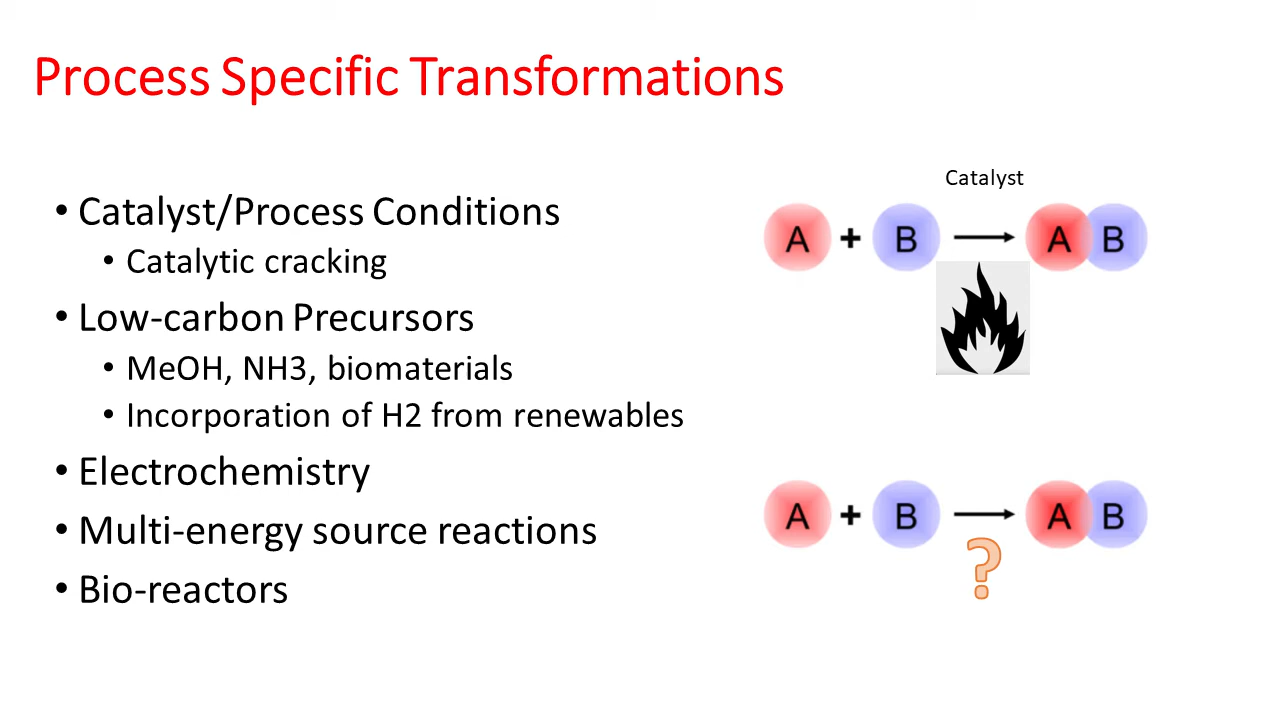 Process Specific Transformations
• Catalyst/Process Conditions
• Catalytic cracking
• Low-carbon Precursors
• MeOH, NH3, biomaterials
• Incorporation of H2 from renewables
• Electrochemistry
• Multi-energy source reactions
• Bio-reactors
Catalyst
A + B → A B
A + B → A B
?